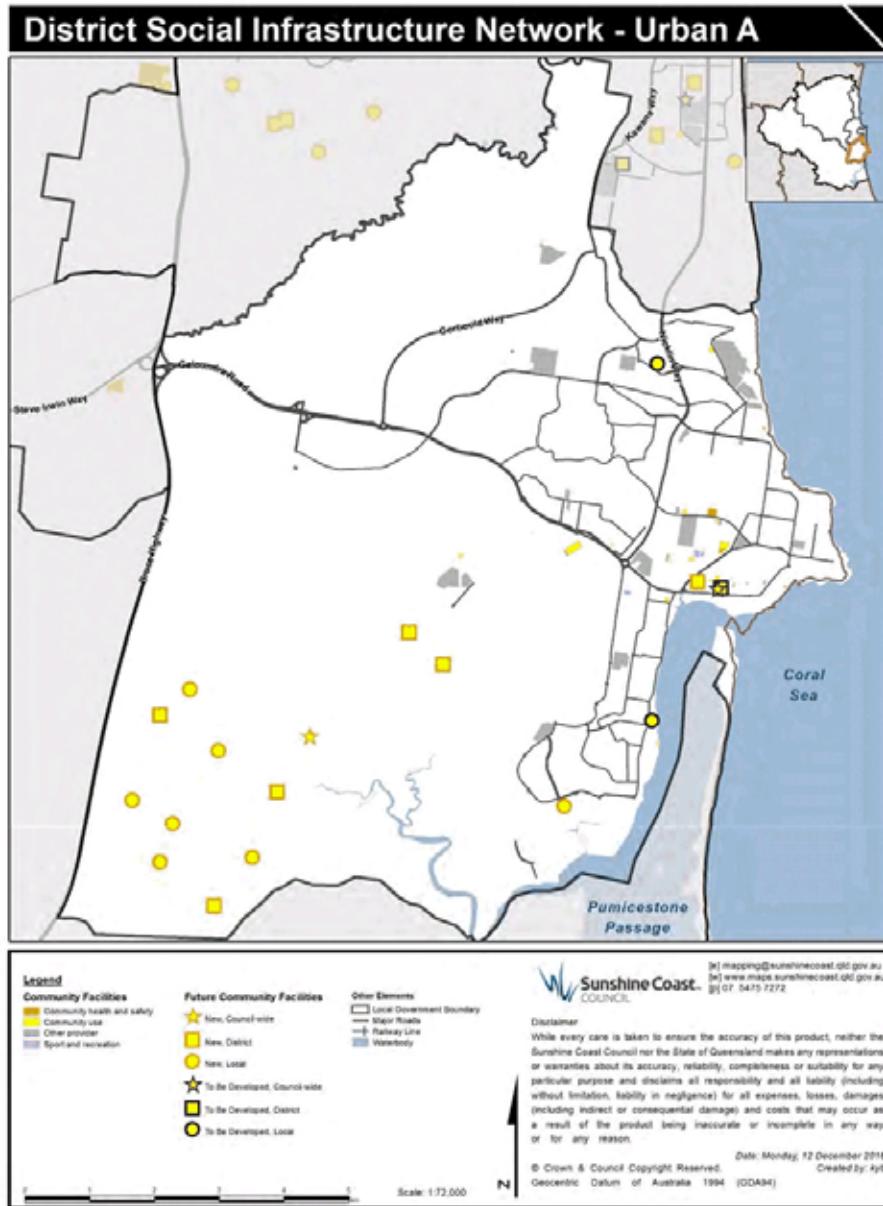 District Social Infrastructure Network - Urban A
Kawana Way
Caloundra Road
Steve Irwin Way
Bruce Highway
Coral
Sea
Pumicestone
Passage
Legend
Community Facilities
Community health and safety
Community use
Other provider
Sport and recreation
Future Community Facilities
New, Council-wide
New, District
New, Local
To Be Developed, Council-wide
To Be Developed, District
To Be Developed, Local
Other Elements
Local Government Boundary
Major Roads
Railway Line
Waterbody
Scale: 1:72,000
N
Sunshine Coast
COUNCIL
[e] mapping@sunshinecoast.qld.gov.au
[w] www.maps.sunshinecoast.qld.gov.au
[p] 07 5475 7272
Disclaimer
While every care is taken to ensure the accuracy of this product, neither the
Sunshine Coast Council nor the State of Queensland makes any representations
or warranties about its accuracy, reliability, completeness or suitability for any
particular purpose and disclaims all responsibility and all liability (including
without limitation, liability in negligence) for all expenses, losses, damages
(including indirect or consequential damage) and costs that may occur as
a result of the product being inaccurate or incomplete in any way
or for any reason.
Date: Monday, 12 December 2016
© Crown & Council Copyright Reserved.
Created by:
Geocentric Datum of Australia 1994 (GDA94)